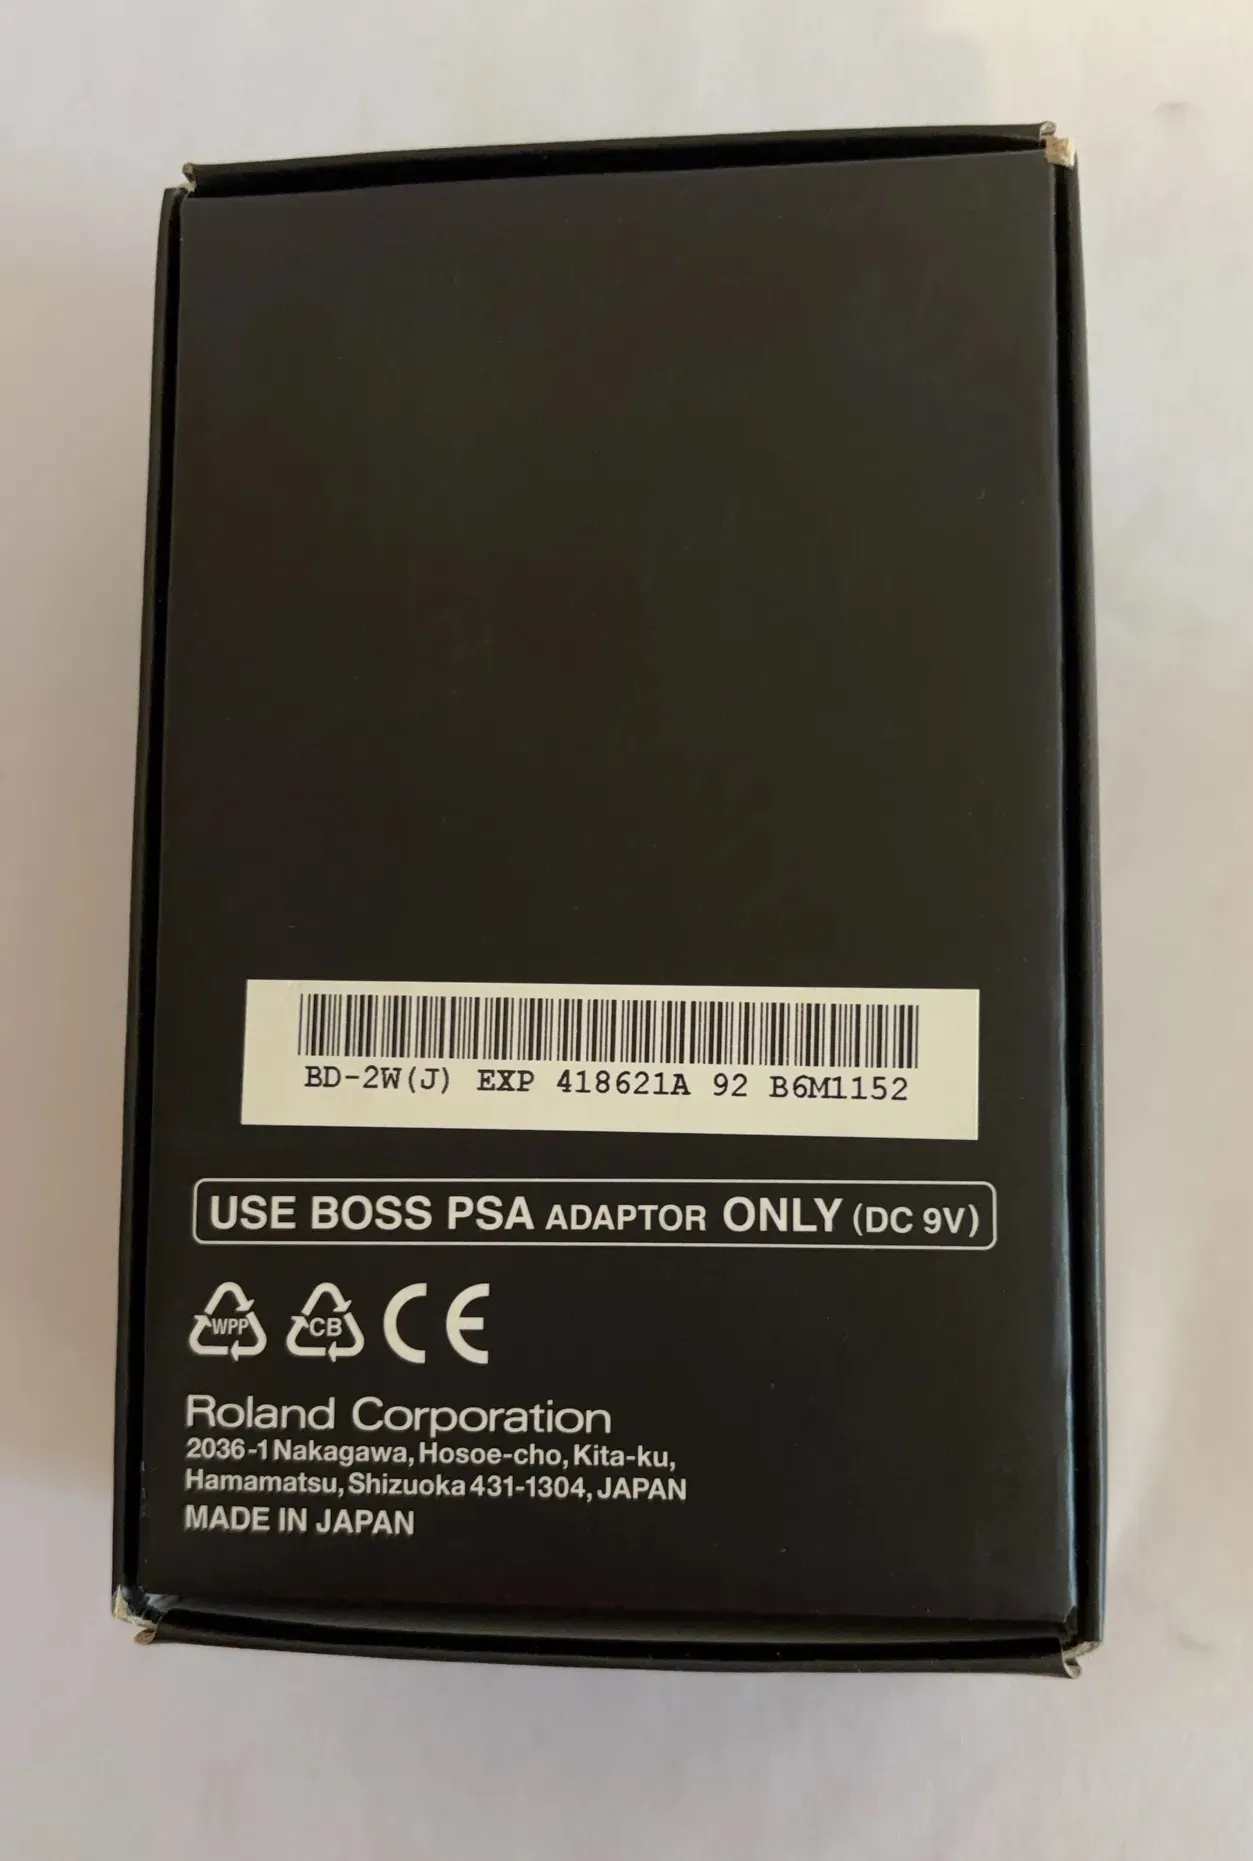 BD-2W(J) EXP 418621A 92 B6M1152
USE BOSS PSA ADAPTOR ONLY (DC 9V)
WPP CB CE
Roland Corporation
2036-1 Nakagawa, Hosoe-cho, Kita-ku,
Hamamatsu, Shizuoka 431-1304, JAPAN
MADE IN JAPAN